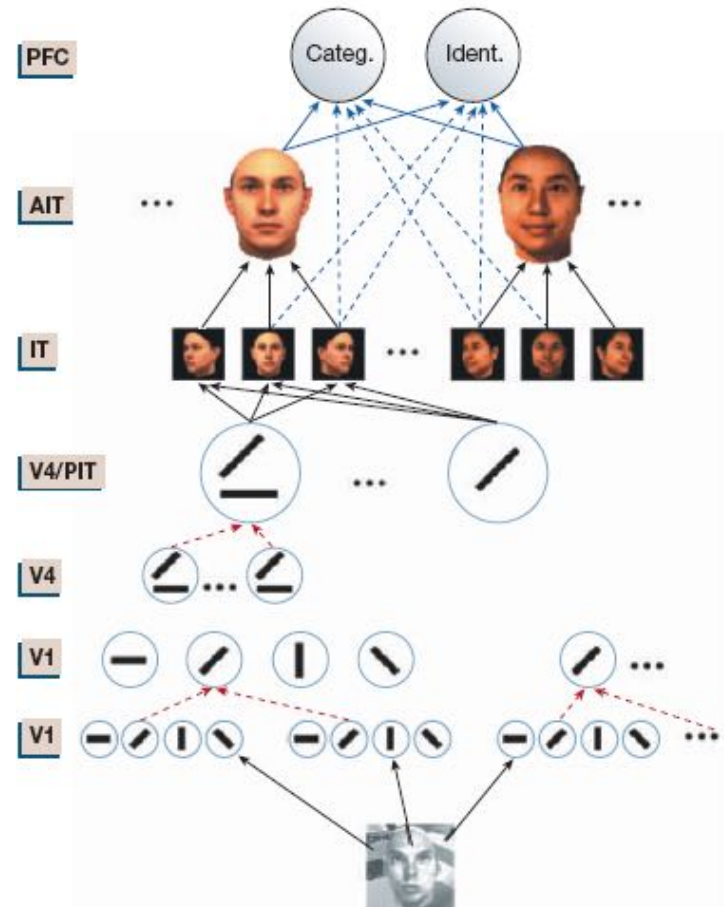 PFC
Categ.
Ident.
AIT
IT
V4/PIT
V4
V1
V1